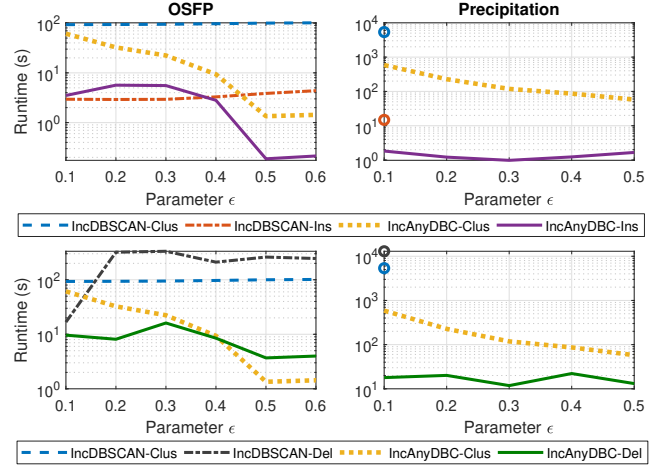 OSFP
Precipitation
Runtime (s)
10^2
10^1
10^0
0.1 0.2 0.3 0.4 0.5 0.6
Parameter ϵ
10^4
10^3
10^2
10^1
10^0
Runtime (s)
0.1 0.2 0.3 0.4 0.5
Parameter ϵ
IncDBSCAN-Clus IncDBSCAN-Ins IncAnyDBC-Clus IncAnyDBC-Ins
Runtime (s)
10^2
10^1
10^0
0.1 0.2 0.3 0.4 0.5 0.6
Parameter ϵ
Runtime (s)
10^4
10^3
10^2
10^1
0.1 0.2 0.3 0.4 0.5
Parameter ϵ
IncDBSCAN-Clus IncDBSCAN-Del IncAnyDBC-Clus IncAnyDBC-Del